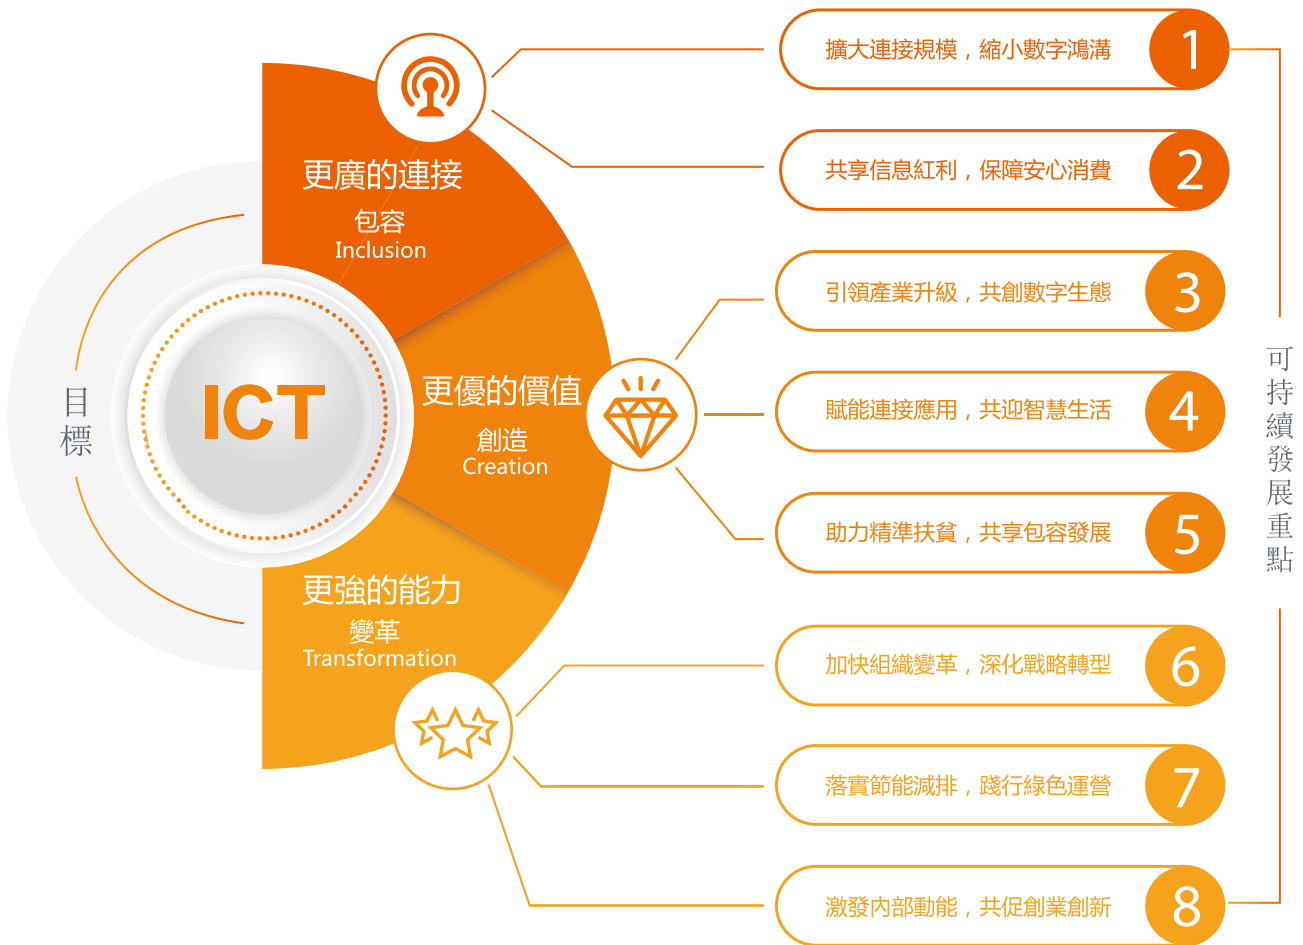 目標
ICT
更廣的連接
包容
Inclusion
更優的價值
創造
Creation
更強的能力
變革
Transformation
擴大連接規模，縮小數字鴻溝
1
共享信息紅利，保障安心消費
2
引領產業升級，共創數字生態
3
賦能連接應用，共迎智慧生活
4
助力精準扶貧，共享包容發展
5
加快組織變革，深化戰略轉型
6
落實節能減排，踐行綠色運營
7
激發內部動能，共促創業創新
8
可持續發展重點